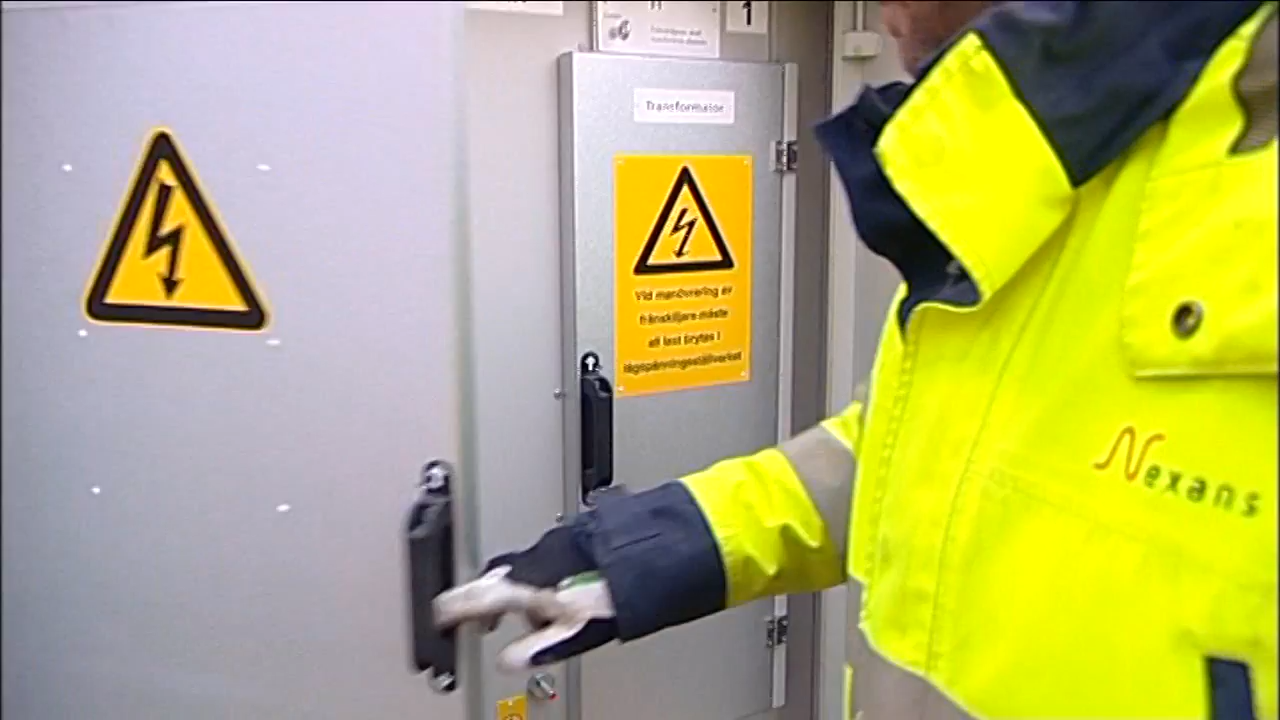 1
Transformator
Vid manövrering av
frånskiljare måste
all last brytas i
lågspänningsställverket
Nexans